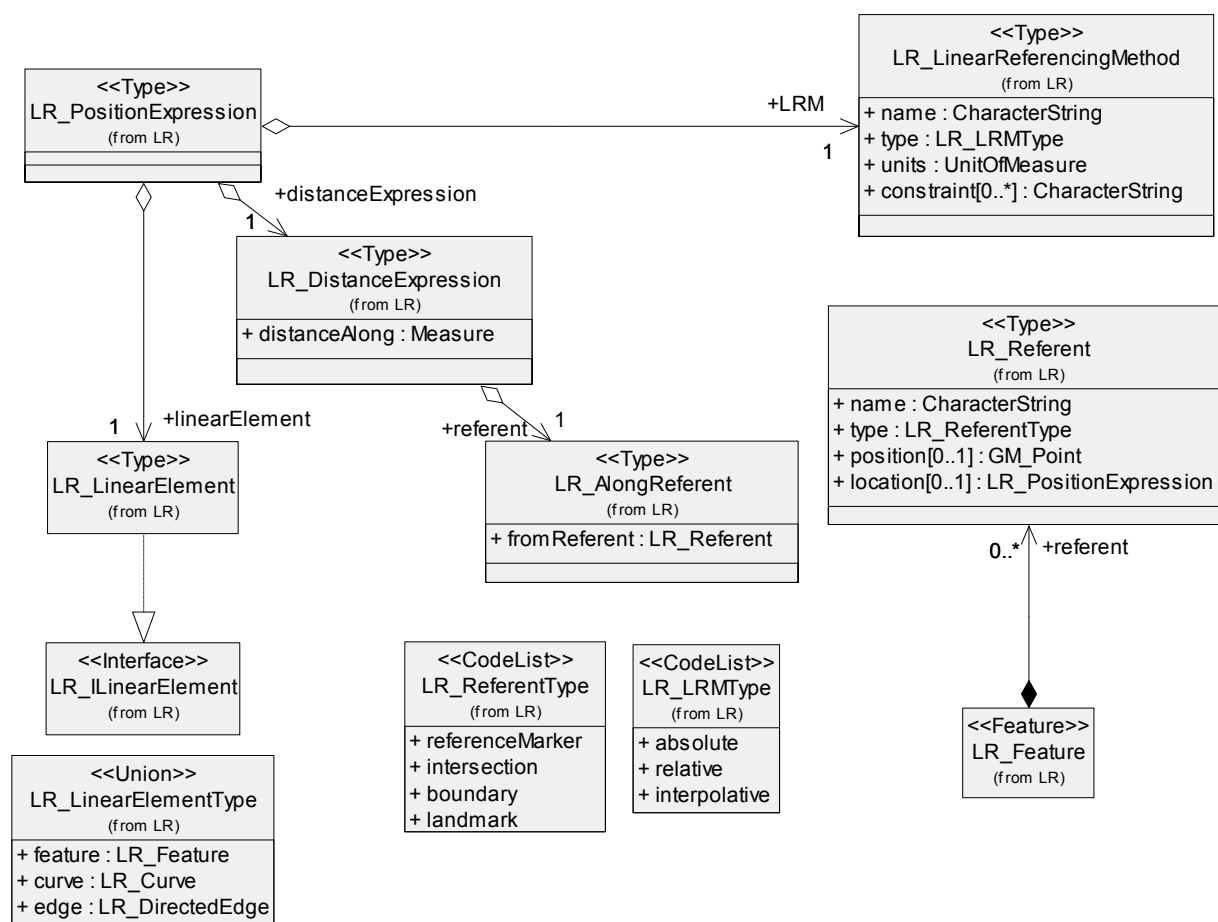 <<Type>>
LR_PositionExpression
(from LR)
<<Type>>
LR_LinearReferencingMethod
(from LR)
+ name : CharacterString
+ type : LR_LRMType
+ units : UnitOfMeasure
+ constraint[0..*] : CharacterString
+LRM
1
+distanceExpression
1
<<Type>>
LR_DistanceExpression
(from LR)
+ distanceAlong : Measure
1
+linearElement
+referent
1
<<Type>>
LR_LinearElement
(from LR)
<<Type>>
LR_AlongReferent
(from LR)
+ fromReferent : LR_Referent
<<Type>>
LR_Referent
(from LR)
+ name : CharacterString
+ type : LR_ReferentType
+ position[0..1] : GM_Point
+ location[0..1] : LR_PositionExpression
0..*
+referent
<<Interface>>
LR_ILinearElement
(from LR)
<<CodeList>>
LR_ReferentType
(from LR)
+ referenceMarker
+ intersection
+ boundary
+ landmark
<<CodeList>>
LR_LRMType
(from LR)
+ absolute
+ relative
+ interpolative
<<Feature>>
LR_Feature
(from LR)
<<Union>>
LR_LinearElementType
(from LR)
+ feature : LR_Feature
+ curve : LR_Curve
+ edge : LR_DirectedEdge